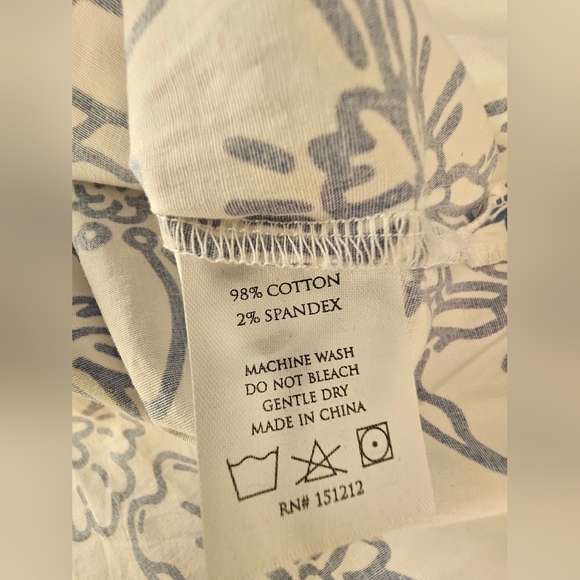 98% COTTON
2% SPANDEX
MACHINE WASH
DO NOT BLEACH
GENTLE DRY
MADE IN CHINA
RN# 151212